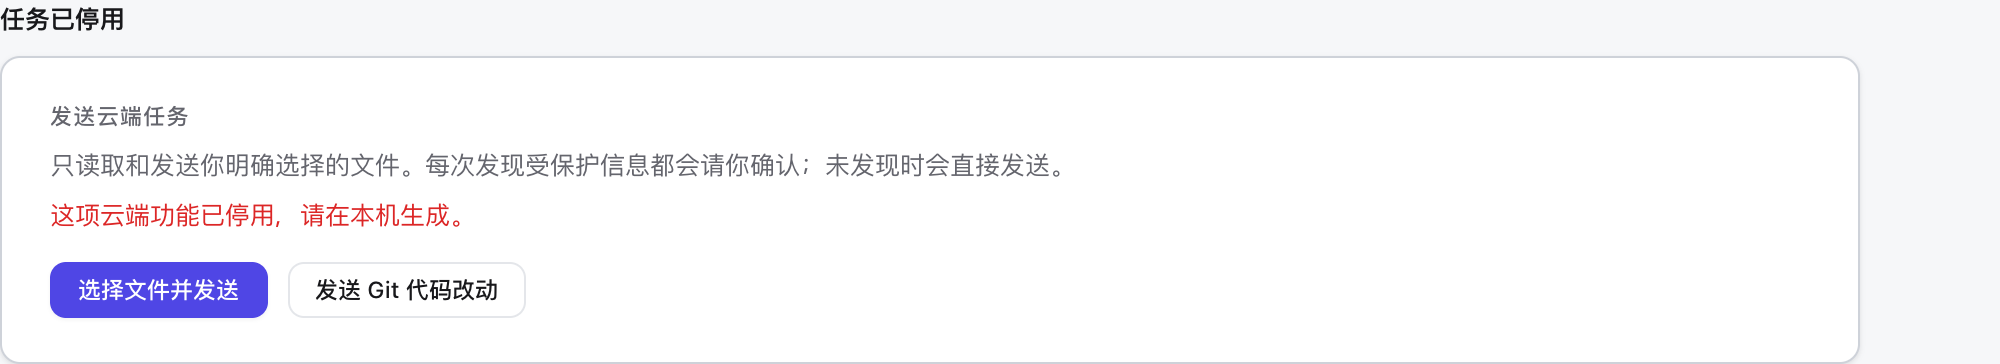 任务已停用
发送云端任务
只读取和发送你明确选择的文件。每次发现受保护信息都会请你确认；未发现时会直接发送。
这项云端功能已停用，请在本机生成。
选择文件并发送
发送 Git 代码改动